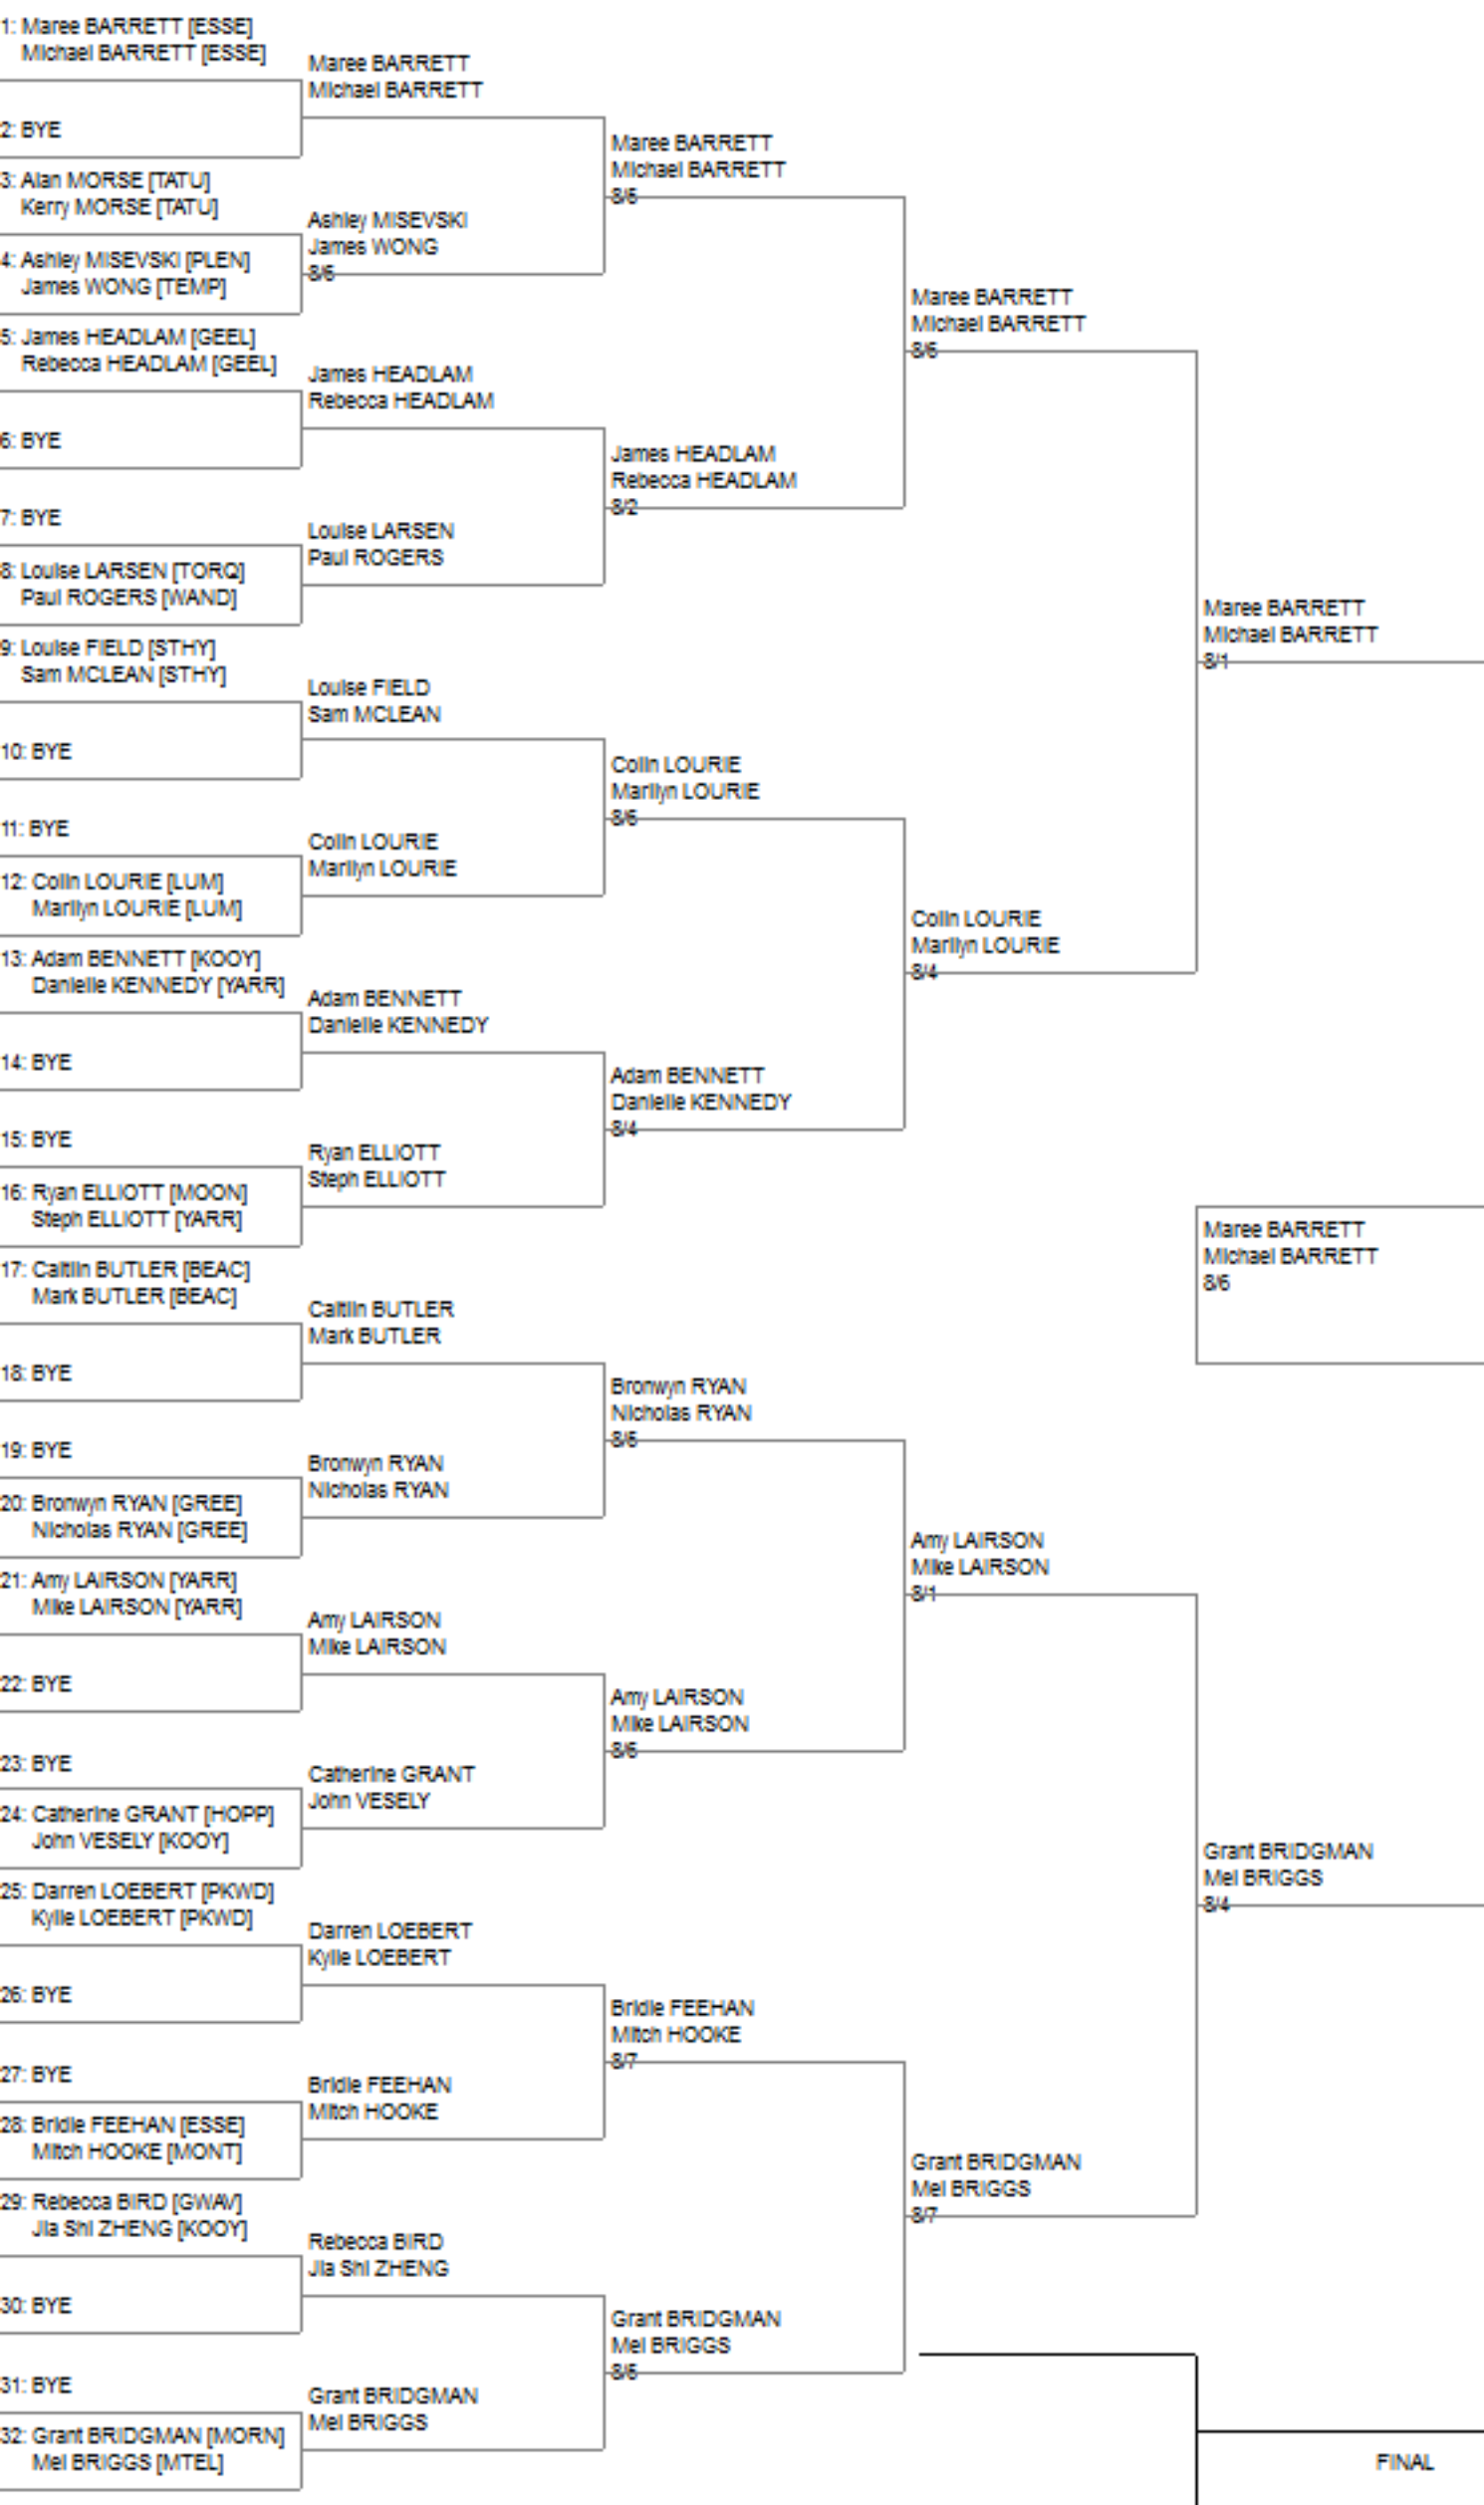 1: Maree BARRETT [ESSE]
Michael BARRETT [ESSE]
2: BYE
3: Alan MORSE [TATU]
Kerry MORSE [TATU]
4: Ashley MISEVSKI [PLEN]
James WONG [TEMP]
5: James HEADLAM [GEEL]
Rebecca HEADLAM [GEEL]
6: BYE
7: BYE
8: Louise LARSEN [TORQ]
Paul ROGERS [WAND]
9: Louise FIELD [STHY]
Sam MCLEAN [STHY]
10: BYE
11: BYE
12: Colin LOURIE [LUM]
Marilyn LOURIE [LUM]
13: Adam BENNETT [KOOY]
Danielle KENNEDY [YARR]
14: BYE
15: BYE
16: Ryan ELLIOTT [MOON]
Steph ELLIOTT [YARR]
17: Caitlin BUTLER [BEAC]
Mark BUTLER [BEAC]
18: BYE
19: BYE
20: Bronwyn RYAN [GREE]
Nicholas RYAN [GREE]
21: Amy LAIRSON [YARR]
Mike LAIRSON [YARR]
22: BYE
23: BYE
24: Catherine GRANT [HOPP]
John VESELY [KOOY]
25: Darren LOEBERT [PKWD]
Kylie LOEBERT [PKWD]
26: BYE
27: BYE
28: Bridie FEEHAN [ESSE]
Mitch HOOKE [MONT]
29: Rebecca BIRD [GWAV]
Jia Shi ZHENG [KOOY]
30: BYE
31: BYE
32: Grant BRIDGMAN [MORN]
Mel BRIGGS [MTEL]
Maree BARRETT
Michael BARRETT
Ashley MISEVSKI
James WONG
8/6
James HEADLAM
Rebecca HEADLAM
Louise LARSEN
Paul ROGERS
Louise FIELD
Sam MCLEAN
Colin LOURIE
Marilyn LOURIE
Adam BENNETT
Danielle KENNEDY
Ryan ELLIOTT
Steph ELLIOTT
Caitlin BUTLER
Mark BUTLER
Bronwyn RYAN
Nicholas RYAN
Amy LAIRSON
Mike LAIRSON
Catherine GRANT
John VESELY
Darren LOEBERT
Kylie LOEBERT
Bridie FEEHAN
Mitch HOOKE
Rebecca BIRD
Jia Shi ZHENG
Grant BRIDGMAN
Mel BRIGGS
Maree BARRETT
Michael BARRETT
James HEADLAM
Rebecca HEADLAM
8/2
Colin LOURIE
Marilyn LOURIE
Adam BENNETT
Danielle KENNEDY
8/4
Bronwyn RYAN
Nicholas RYAN
Amy LAIRSON
Mike LAIRSON
Bridie FEEHAN
Mitch HOOKE
8/7
Grant BRIDGMAN
Mel BRIGGS
Maree BARRETT
Michael BARRETT
Colin LOURIE
Marilyn LOURIE
8/4
Amy LAIRSON
Mike LAIRSON
8/1
Grant BRIDGMAN
Mel BRIGGS
8/7
Maree BARRETT
Michael BARRETT
8/1
Maree BARRETT
Michael BARRETT
8/6
Grant BRIDGMAN
Mel BRIGGS
8/4
FINAL